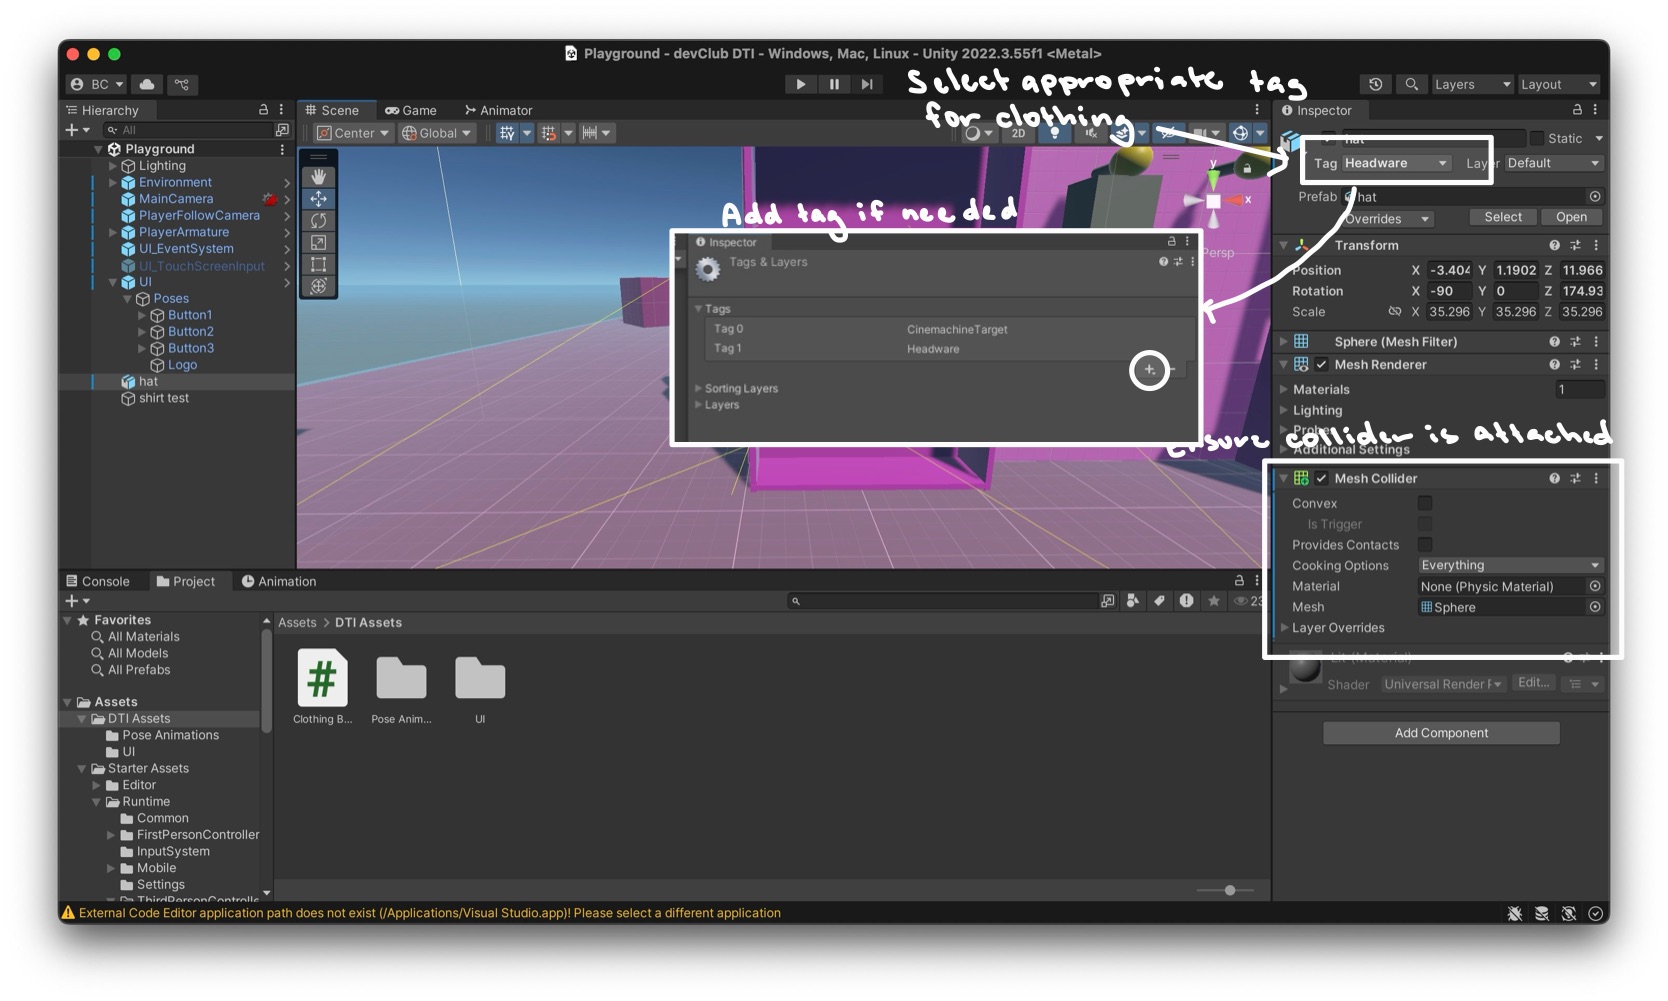 Playground - devClub DTI - Windows, Mac, Linux - Unity 2022.3.55f1 <Metal>
BC
Layers
Layout
Select appropriate tag
for clothing
Hierarchy
All
Playground
Lighting
Environment
MainCamera
PlayerFollowCamera
PlayerArmature
UI_EventSystem
UI_TouchScreenInput
UI
Poses
Button1
Button2
Button3
Logo
hat
shirt test
Scene
Game
Animator
Center
Global
2D
y
x
Persp
Add tag if needed
Inspector
Tags & Layers
Tags
Tag 0 CinemachineTarget
Tag 1 Headware
Sorting Layers
Layers
Inspector
hat
Static
Tag Headware Layer Default
Prefab hat
Overrides Select Open
Transform
Position X -3.404 Y 1.1902 Z 11.966
Rotation X -90 Y 0 Z 174.93
Scale X 35.296 Y 35.296 Z 35.296
Sphere (Mesh Filter)
Mesh Renderer
Materials 1
Lighting
Probes
Ensure collider is attached
Additional Settings
Mesh Collider
Convex
Is Trigger
Provides Contacts
Cooking Options Everything
Material None (Physic Material)
Mesh Sphere
Layer Overrides
Lit (Material)
Shader Universal Render F Edit...
Add Component
Console
Project
Animation
23
Favorites
All Materials
All Models
All Prefabs
Assets
DTI Assets
Pose Animations
UI
Starter Assets
Editor
Runtime
Common
FirstPersonController
InputSystem
Mobile
Settings
ThirdPersonControlle
Assets > DTI Assets
#
Clothing B...
Pose Anim...
UI
External Code Editor application path does not exist (/Applications/Visual Studio.app)! Please select a different application